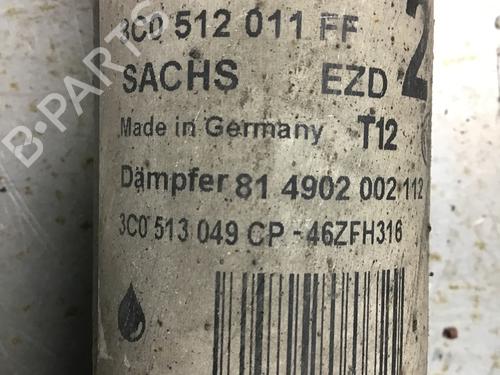 3C0 512 011 FF
2
SACHS EZD
Made in Germany T12
Dämpfer 81 4902 002 112
3C0 513 049 CP - 46ZFH316
B-PARTS